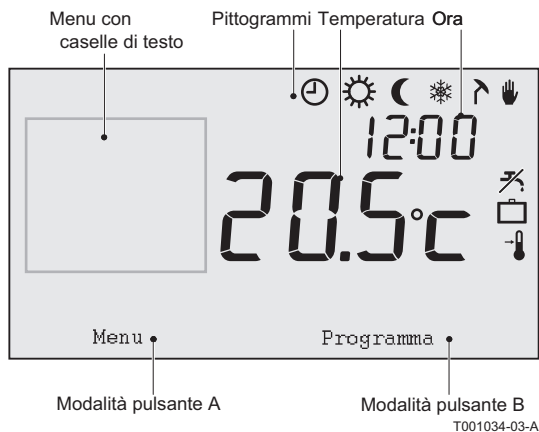 Menu con
caselle di testo
Pittogrammi Temperatura Ora
12:00
20.5°c
Menu
Programma
Modalità pulsante A
Modalità pulsante B
T001034-03-A